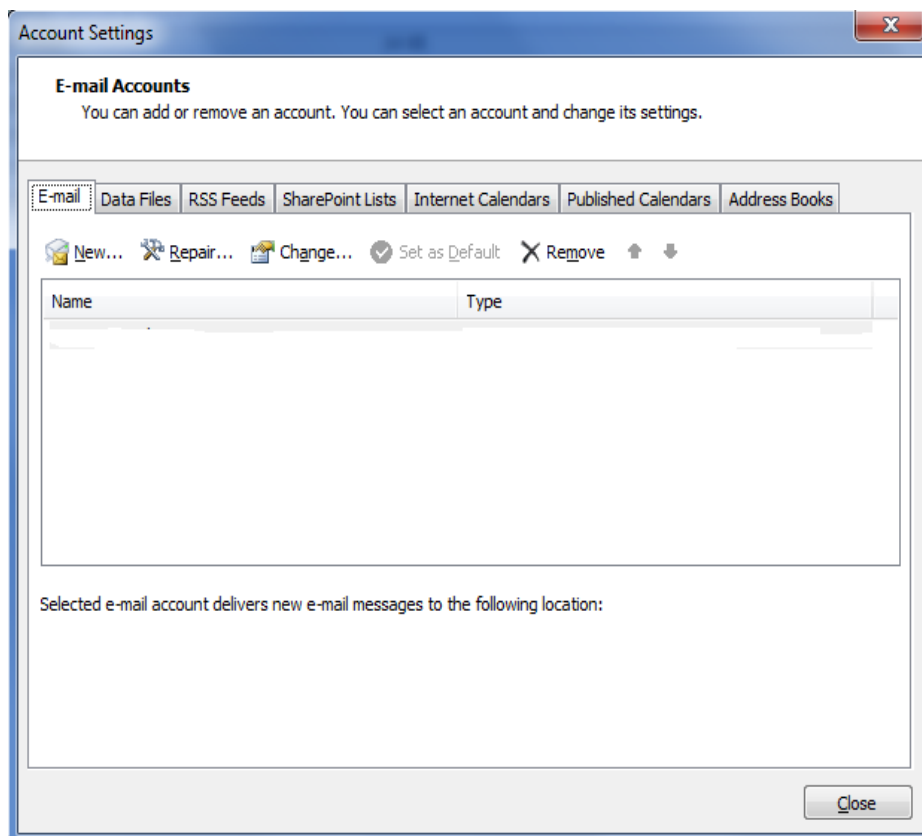 Account Settings
E-mail Accounts
You can add or remove an account. You can select an account and change its settings.
E-mail Data Files RSS Feeds SharePoint Lists Internet Calendars Published Calendars Address Books
New... Repair... Change... Set as Default Remove
Name Type
Selected e-mail account delivers new e-mail messages to the following location:
Close